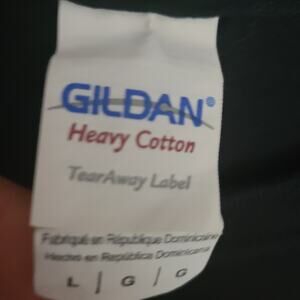 GILDAN®
Heavy Cotton
TearAway Label
Fabriqué en République Dominicaine
Hecho en República Dominicana
L | G | G